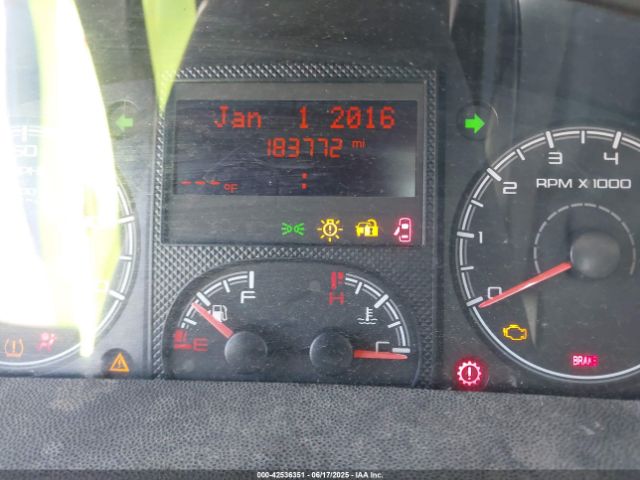 Jan 1 2016
183772 mi
---°F :
F
E
H
C
0 1 2 3 4
RPM X 1000
BRAKE
000-42536351 - 06/17/2025 - IAA Inc.